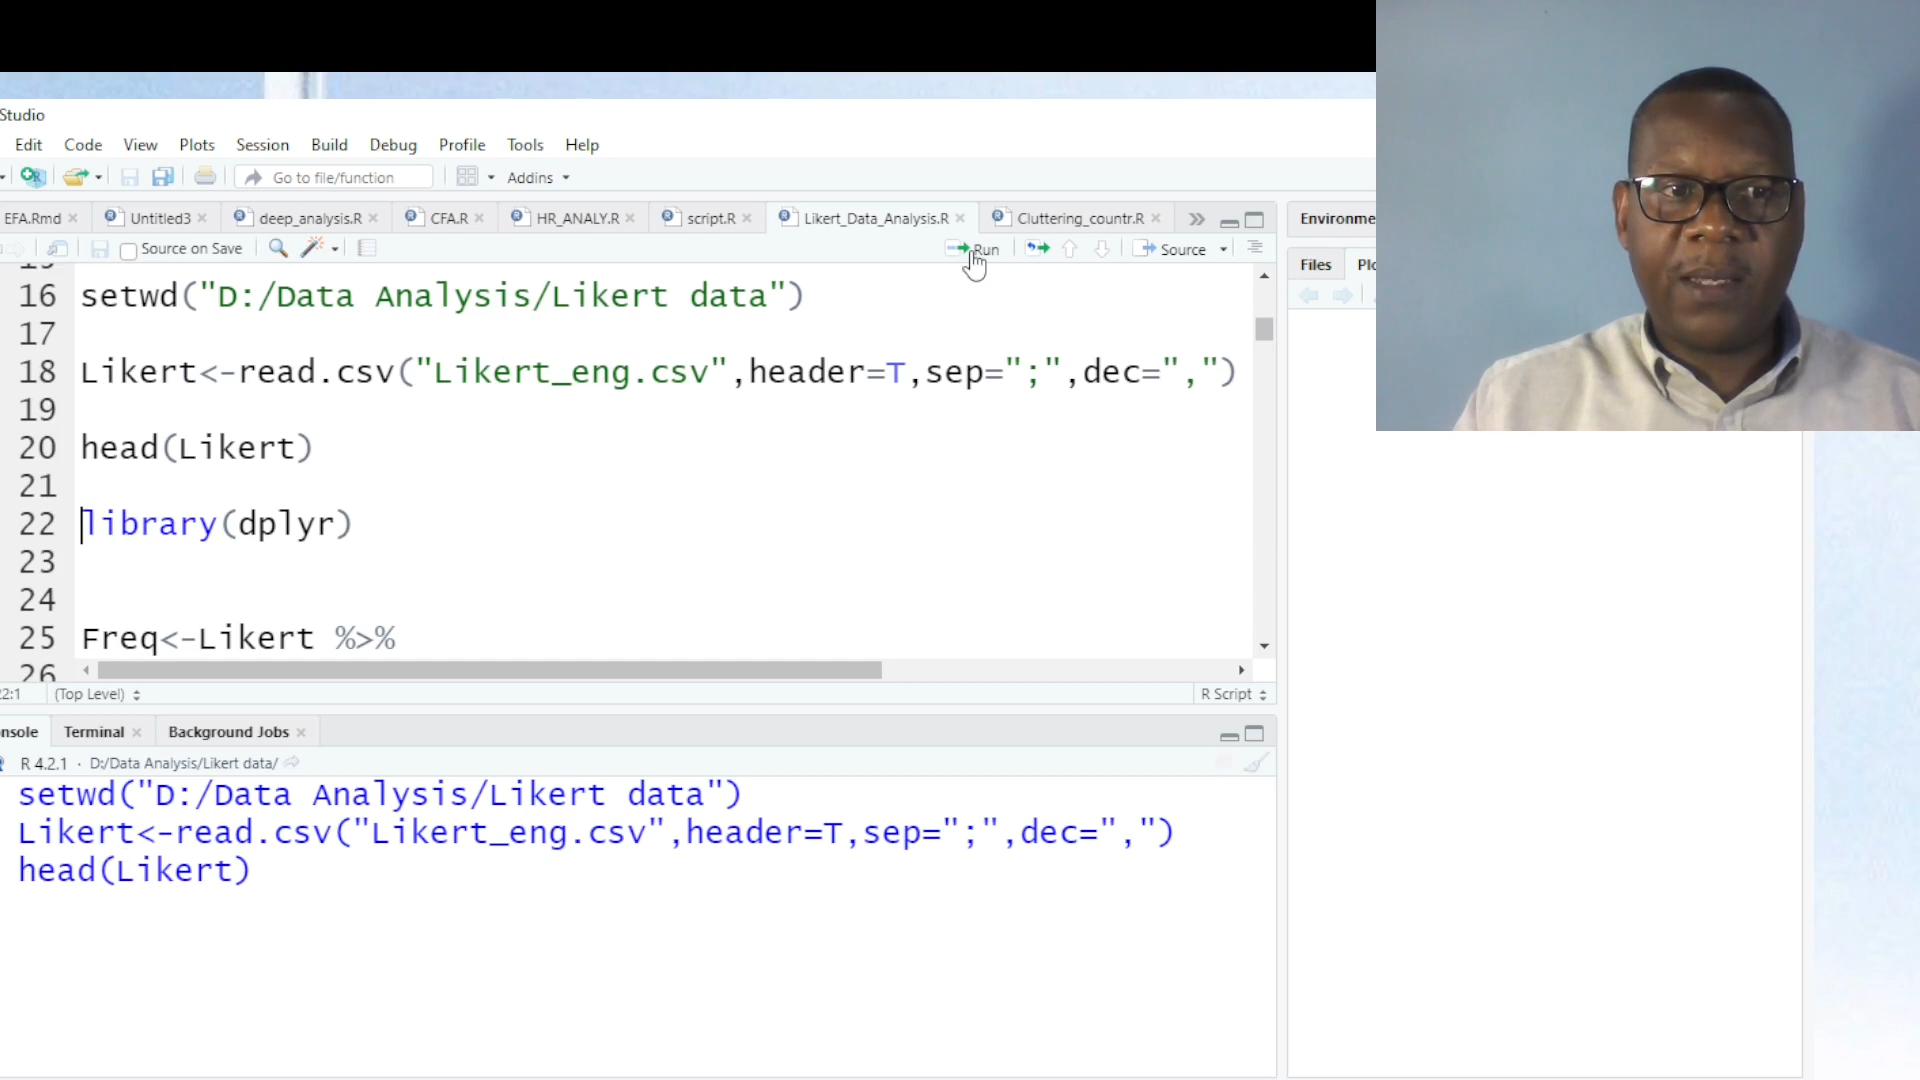 Studio
Edit Code View Plots Session Build Debug Profile Tools Help
Go to file/function Addins
EFA.Rmd Untitled3 deep_analysis.R CFA.R HR_ANALY.R script.R Likert_Data_Analysis.R Cluttering_countr.R
Source on Save Run Source
16 setwd("D:/Data Analysis/Likert data")
17
18 Likert<-read.csv("Likert_eng.csv",header=T,sep=";",dec=",")
19
20 head(Likert)
21
22 library(dplyr)
23
24
25 Freq<-Likert %>%
26
22:1 (Top Level) R Script
nsole Terminal Background Jobs
R 4.2.1 · D:/Data Analysis/Likert data/
setwd("D:/Data Analysis/Likert data")
Likert<-read.csv("Likert_eng.csv",header=T,sep=";",dec=",")
head(Likert)
Environme
Files Plo